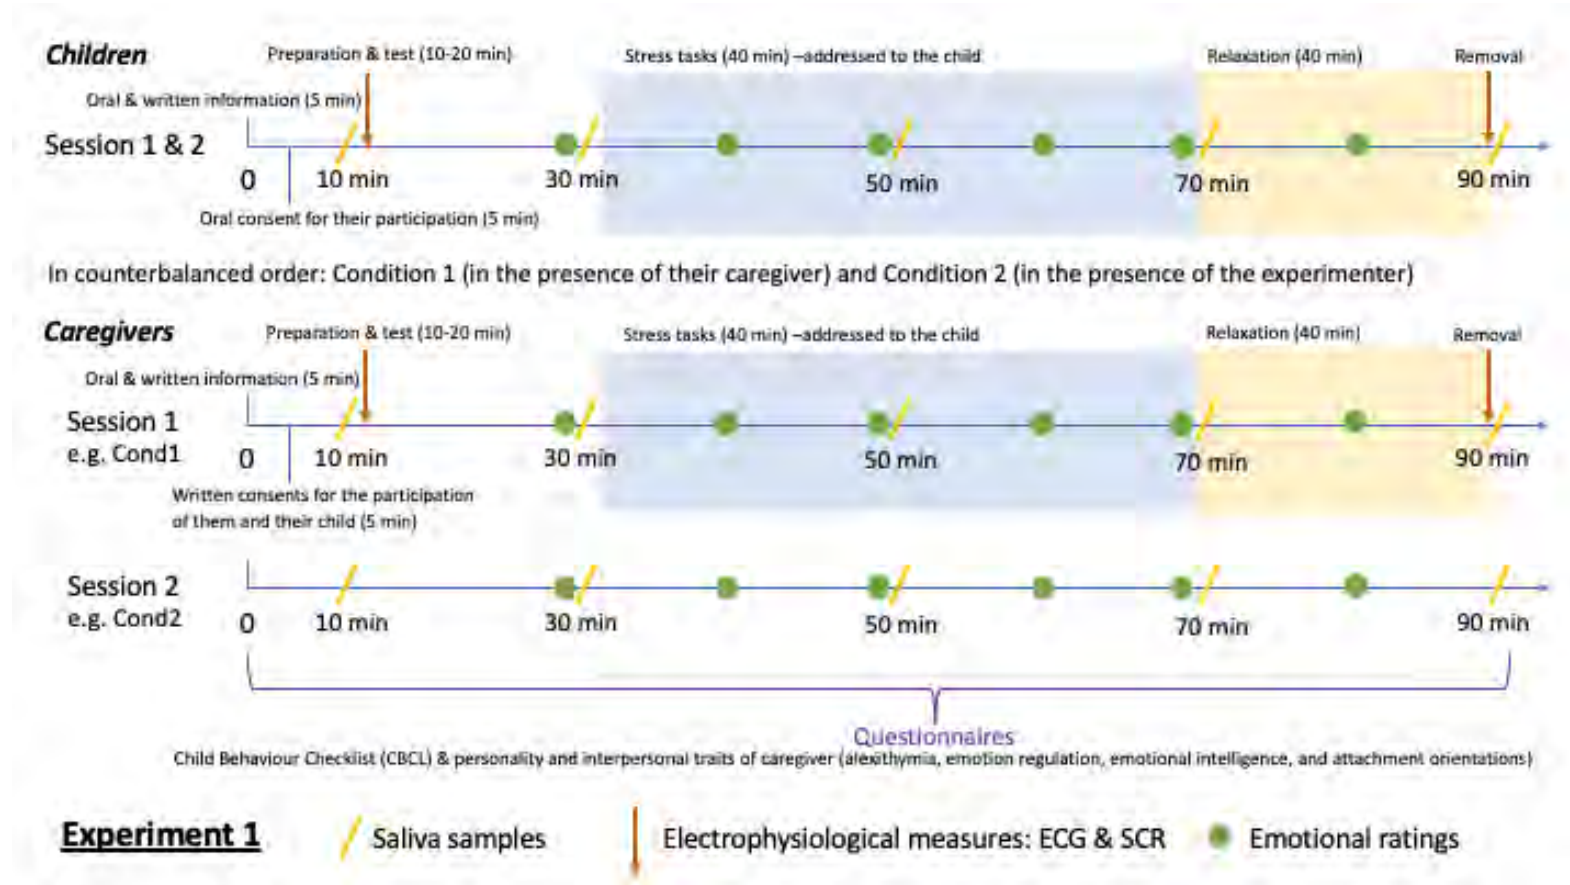 Children
Preparation & test (10-20 min)
Stress tasks (40 min) –addressed to the child
Relaxation (40 min)
Removal
Oral & written information (5 min)
Session 1 & 2
0
10 min
30 min
50 min
70 min
90 min
Oral consent for their participation (5 min)
In counterbalanced order: Condition 1 (in the presence of their caregiver) and Condition 2 (in the presence of the experimenter)
Caregivers
Preparation & test (10-20 min)
Stress tasks (40 min) –addressed to the child
Relaxation (40 min)
Removal
Oral & written information (5 min)
Session 1
e.g. Cond1
0
10 min
30 min
50 min
70 min
90 min
Written consents for the participation
of them and their child (5 min)
Session 2
e.g. Cond2
0
10 min
30 min
50 min
70 min
90 min
Questionnaires
Child Behaviour Checklist (CBCL) & personality and interpersonal traits of caregiver (alexithymia, emotion regulation, emotional intelligence, and attachment orientations)
Experiment 1
Saliva samples
Electrophysiological measures: ECG & SCR
Emotional ratings